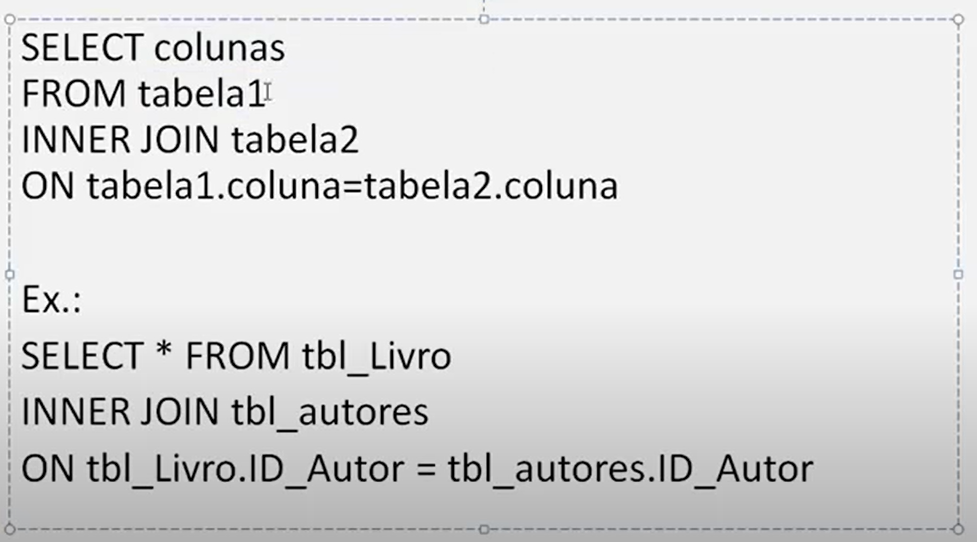 SELECT colunas
FROM tabela1
INNER JOIN tabela2
ON tabela1.coluna=tabela2.coluna
Ex.:
SELECT * FROM tbl_Livro
INNER JOIN tbl_autores
ON tbl_Livro.ID_Autor = tbl_autores.ID_Autor